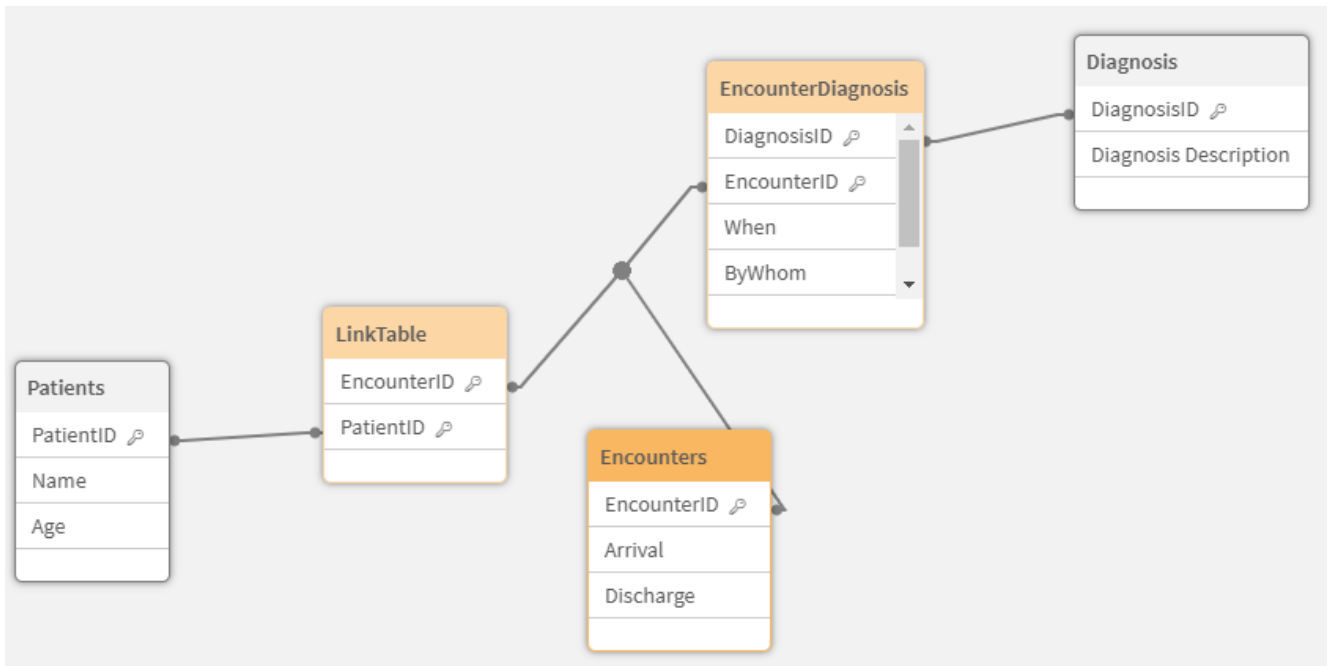 Patients
PatientID
Name
Age
LinkTable
EncounterID
PatientID
EncounterDiagnosis
DiagnosisID
EncounterID
When
ByWhom
Encounters
EncounterID
Arrival
Discharge
Diagnosis
DiagnosisID
Diagnosis Description